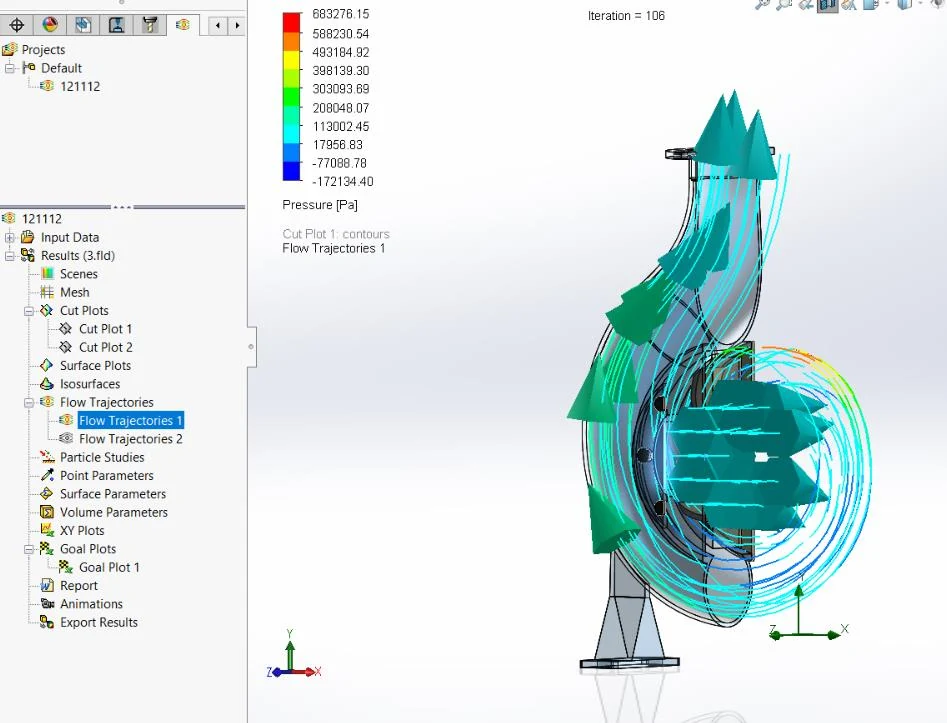 Projects
Default
121112
121112
Input Data
Results (3.fld)
Scenes
Mesh
Cut Plots
Cut Plot 1
Cut Plot 2
Surface Plots
Isosurfaces
Flow Trajectories
Flow Trajectories 1
Flow Trajectories 2
Particle Studies
Point Parameters
Surface Parameters
Volume Parameters
XY Plots
Goal Plots
Goal Plot 1
Report
Animations
Export Results
683276.15
588230.54
493184.92
398139.30
303093.69
208048.07
113002.45
17956.83
-77088.78
-172134.40
Pressure [Pa]
Cut Plot 1: contours
Flow Trajectories 1
Iteration = 106
Y
Z X
Z X